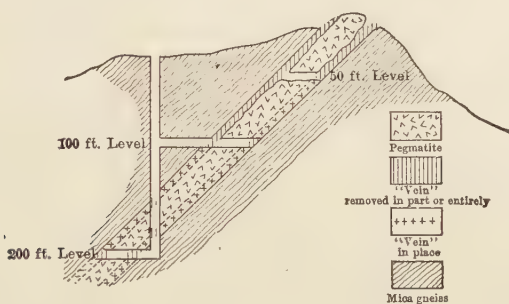 50 ft. Level
100 ft. Level
200 ft. Level
Pegmatite
"Vein"
removed in part or entirely
"Vein"
in place
Mica gneiss